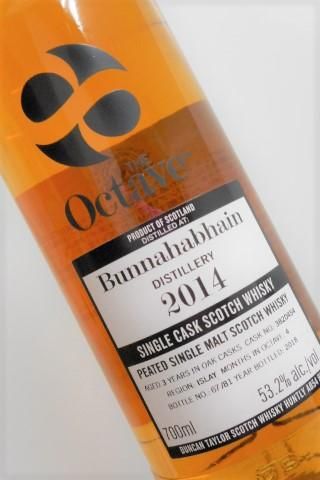 THE
Octave
PRODUCT OF SCOTLAND
DISTILLED AT:
Bunnahabhain
DISTILLERY
2014
SINGLE CASK SCOTCH WHISKY
PEATED SINGLE MALT SCOTCH WHISKY
AGED: 3 YEARS IN OAK CASKS. CASK NO.
REGION: ISLAY MONTHS IN OCTAVE: 4
BOTTLE NO.: 67/81 YEAR BOTTLED: 2018
700ml 53.2% alc./vol
DUNCAN TAYLOR SCOTCH WHISKY HUNTLY AB54